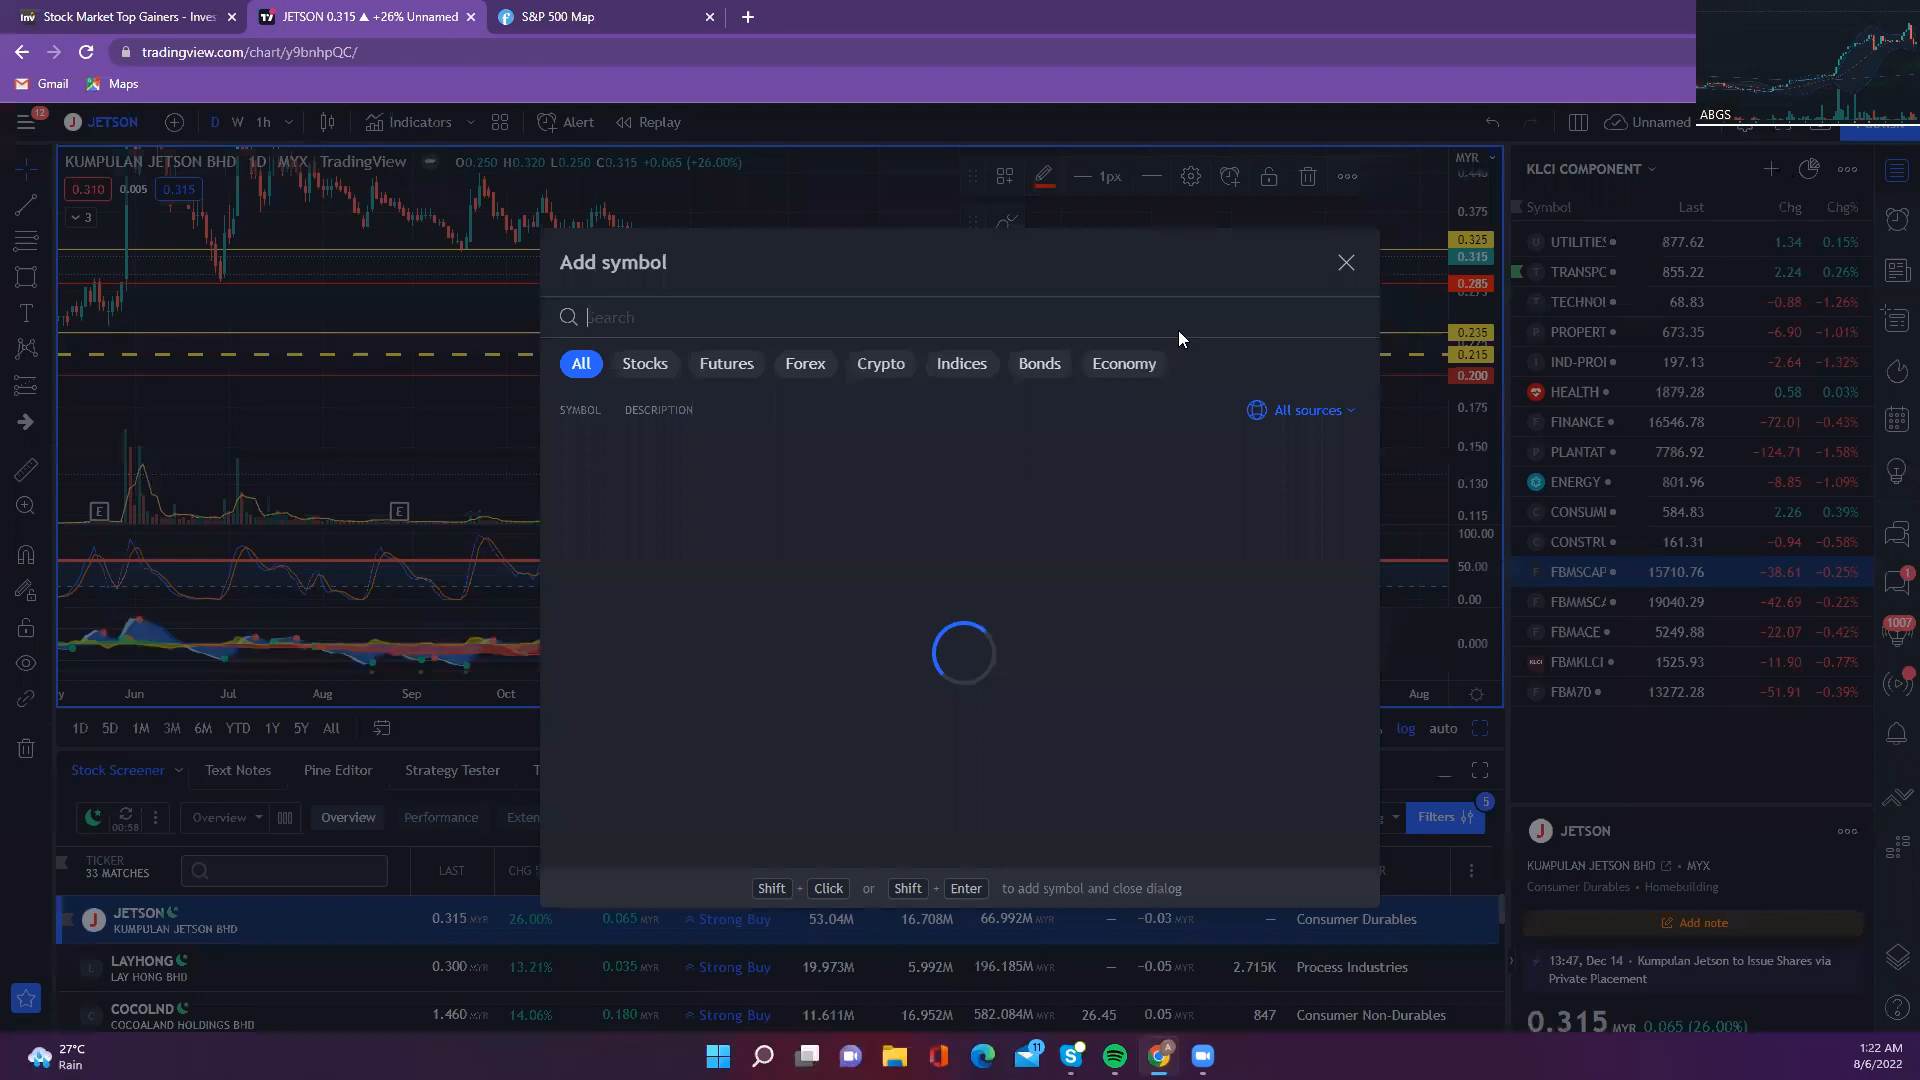 Stock Market Top Gainers - Inves
JETSON 0.315 ▲ +26% Unnamed
S&P 500 Map
tradingview.com/chart/y9bnhpQC/
Gmail Maps
ABGS
12
JETSON D W 1h Indicators Alert Replay Unnamed
KUMPULAN JETSON BHD 1D MYX TradingView O0.250 H0.320 L0.250 C0.315 +0.065 (+26.00%)
0.310 0.005 0.315
3
1px
MYR
0.375
0.325
0.315
0.285
0.235
0.215
0.200
0.175
0.150
0.130
0.115
100.00
50.00
0.00
0.000
E E
Jun Jul Aug Sep Oct Aug
1D 5D 1M 3M 6M YTD 1Y 5Y All log auto
Add symbol
Search
All Stocks Futures Forex Crypto Indices Bonds Economy
SYMBOL DESCRIPTION All sources
Shift + Click or Shift + Enter to add symbol and close dialog
KLCI COMPONENT
Symbol Last Chg Chg%
UTILITIES 877.62 1.34 0.15%
TRANSPC 855.22 2.24 0.26%
TECHNOI 68.83 −0.88 −1.26%
PROPERT 673.35 −6.90 −1.01%
IND-PROI 197.13 −2.64 −1.32%
HEALTH 1879.28 0.58 0.03%
FINANCE 16546.78 −72.01 −0.43%
PLANTAT 7786.92 −124.71 −1.58%
ENERGY 801.96 −8.85 −1.09%
CONSUMI 584.83 2.26 0.39%
CONSTRU 161.31 −0.94 −0.58%
FBMSCAP 15710.76 −38.61 −0.25%
FBMMSCA 19040.29 −42.69 −0.22%
FBMACE 5249.88 −22.07 −0.42%
FBMKLCI 1525.93 −11.90 −0.77%
FBM70 13272.28 −51.91 −0.39%
1
1007
Stock Screener Text Notes Pine Editor Strategy Tester T
00:58 Overview Overview Performance Exten
Filters 5
TICKER
33 MATCHES
LAST CHG %
JETSON 0.315 MYR 26.00% 0.065 MYR Strong Buy 53.04M 16.708M 66.992M MYR — −0.03 MYR — Consumer Durables
KUMPULAN JETSON BHD
LAYHONG 0.300 MYR 13.21% 0.035 MYR Strong Buy 19.973M 5.992M 196.185M MYR — −0.05 MYR 2.715K Process Industries
LAY HONG BHD
COCOLND 1.460 MYR 14.06% 0.180 MYR Strong Buy 11.611M 16.952M 582.084M MYR 26.45 0.05 MYR 847 Consumer Non-Durables
COCOALAND HOLDINGS BHD
JETSON
KUMPULAN JETSON BHD • MYX
Consumer Durables • Homebuilding
Add note
13:47, Dec 14 • Kumpulan Jetson to Issue Shares via
Private Placement
0.315 MYR 0.065 (26.00%)
27°C
Rain
11
1:22 AM
8/6/2022